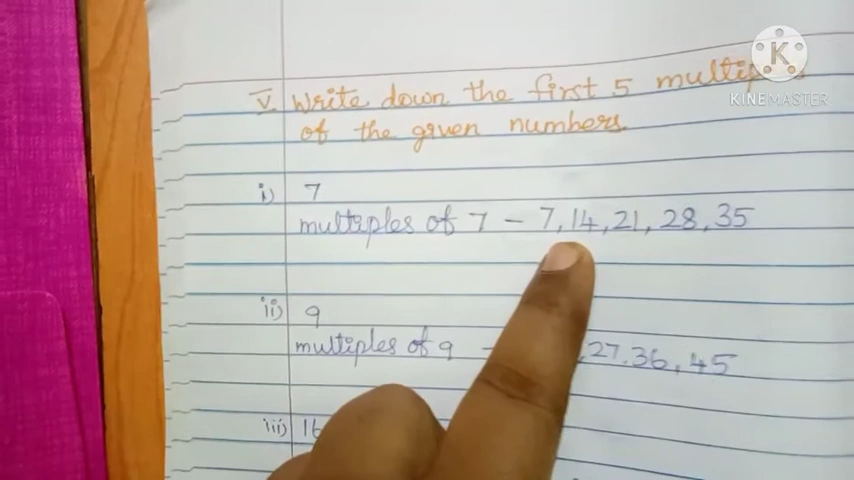 V. Write down the first 5
of the given numbers.
i) 7
multiples of 7 - 7, 14, 21, 28, 35
ii) 9
multiples of 9 - , 27. 36, 45
iii) 16
K
KINEMASTER